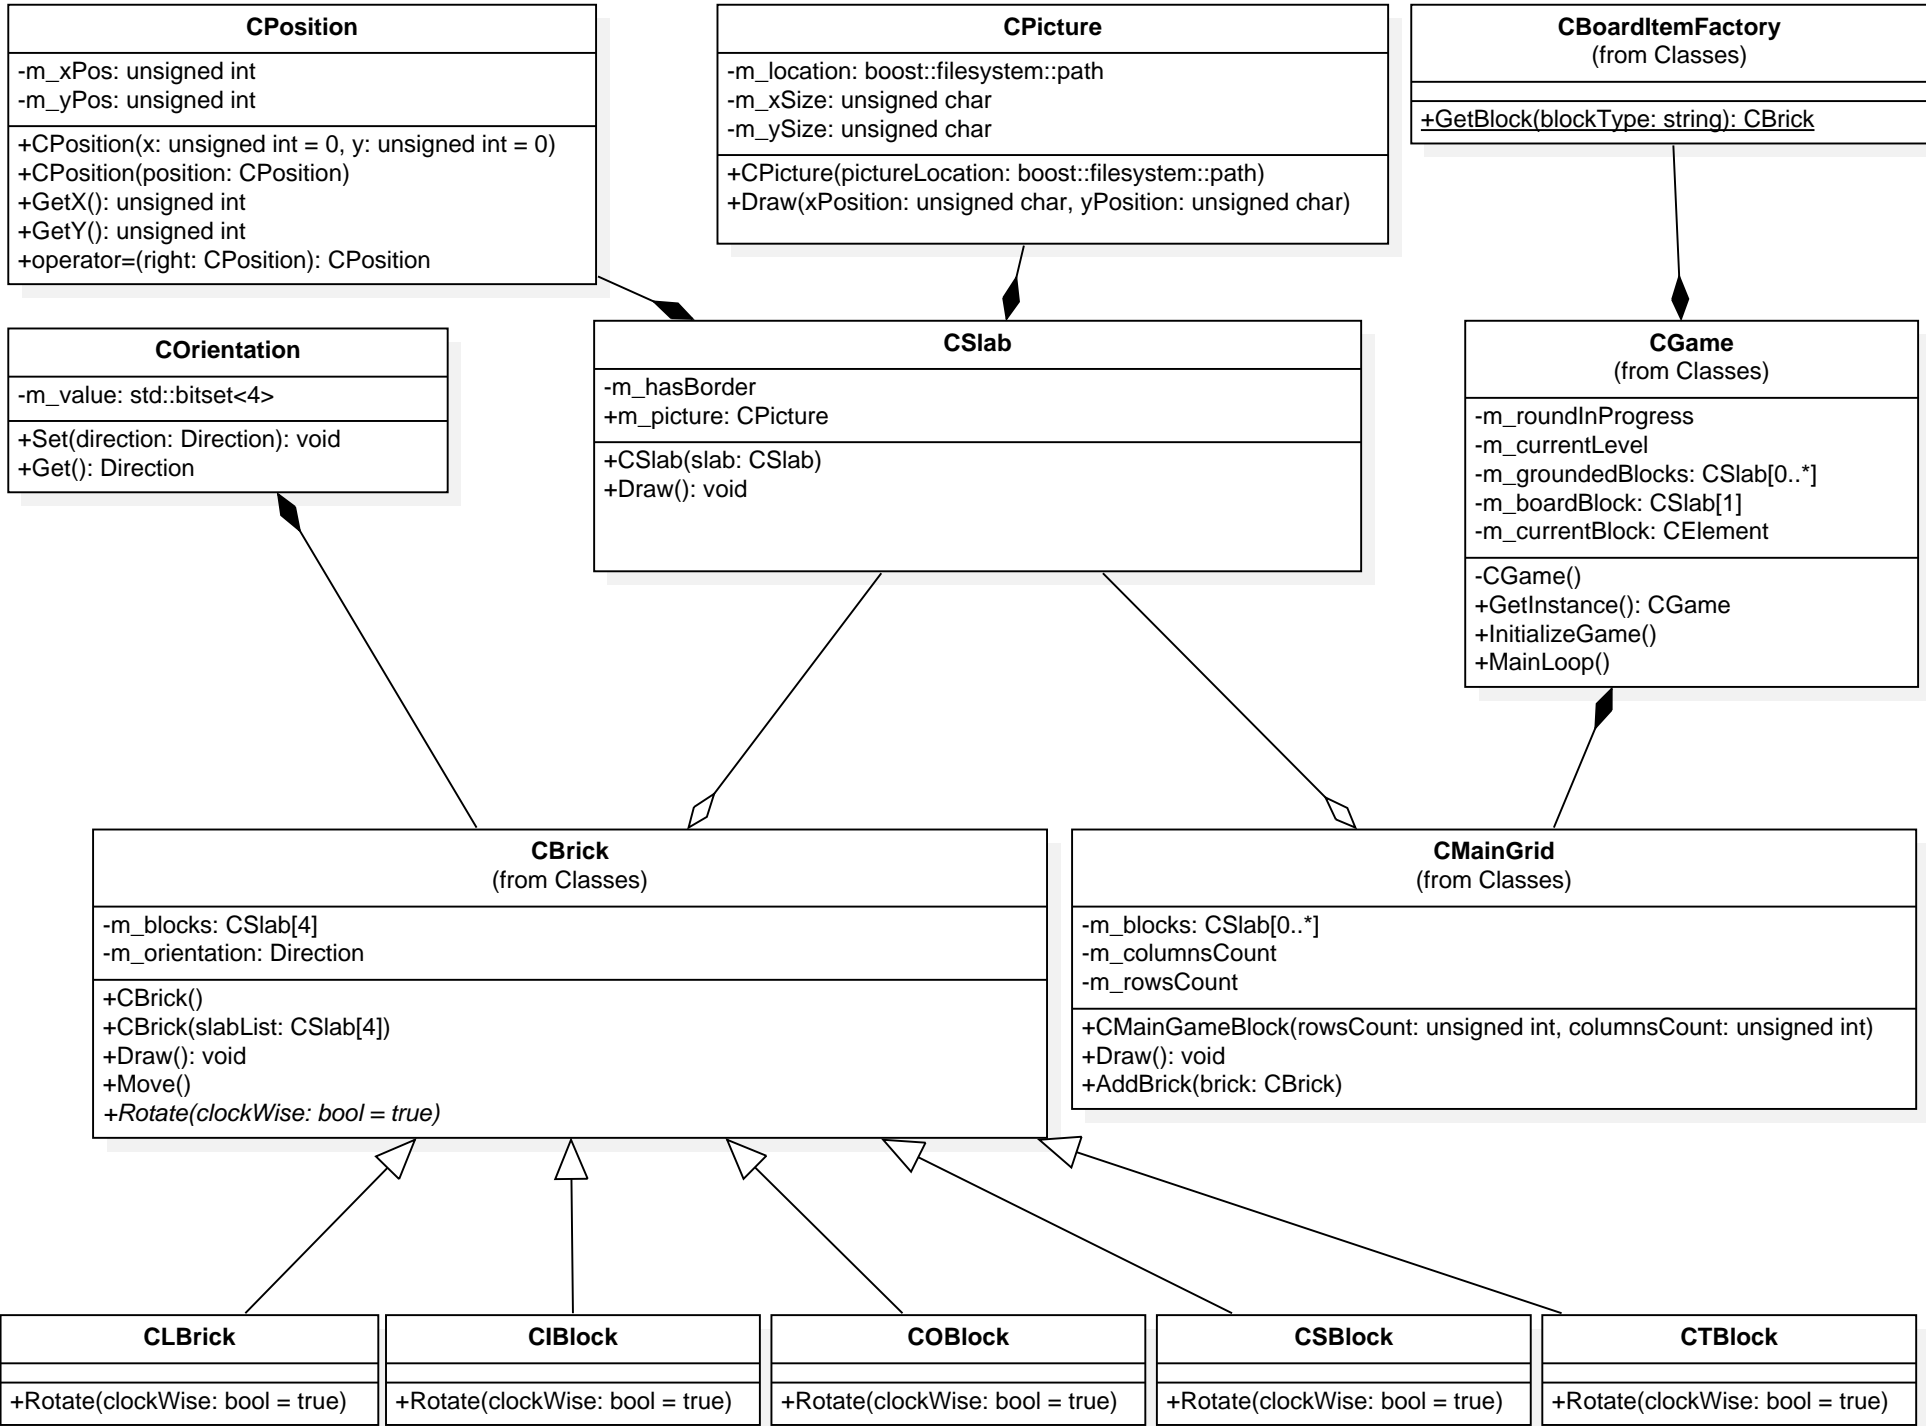 CPosition
-m_xPos: unsigned int
-m_yPos: unsigned int
+CPosition(x: unsigned int = 0, y: unsigned int = 0)
+CPosition(position: CPosition)
+GetX(): unsigned int
+GetY(): unsigned int
+operator=(right: CPosition): CPosition
CPicture
-m_location: boost::filesystem::path
-m_xSize: unsigned char
-m_ySize: unsigned char
+CPicture(pictureLocation: boost::filesystem::path)
+Draw(xPosition: unsigned char, yPosition: unsigned char)
CBoardItemFactory
(from Classes)
+GetBlock(blockType: string): CBrick
COrientation
-m_value: std::bitset<4>
+Set(direction: Direction): void
+Get(): Direction
CSlab
-m_hasBorder
+m_picture: CPicture
+CSlab(slab: CSlab)
+Draw(): void
CGame
(from Classes)
-m_roundInProgress
-m_currentLevel
-m_groundedBlocks: CSlab[0..*]
-m_boardBlock: CSlab[1]
-m_currentBlock: CElement
-CGame()
+GetInstance(): CGame
+InitializeGame()
+MainLoop()
CBrick
(from Classes)
-m_blocks: CSlab[4]
-m_orientation: Direction
+CBrick()
+CBrick(slabList: CSlab[4])
+Draw(): void
+Move()
+Rotate(clockWise: bool = true)
CMainGrid
(from Classes)
-m_blocks: CSlab[0..*]
-m_columnsCount
-m_rowsCount
+CMainGameBlock(rowsCount: unsigned int, columnsCount: unsigned int)
+Draw(): void
+AddBrick(brick: CBrick)
CLBrick
+Rotate(clockWise: bool = true)
CIBlock
+Rotate(clockWise: bool = true)
COBlock
+Rotate(clockWise: bool = true)
CSBlock
+Rotate(clockWise: bool = true)
CTBlock
+Rotate(clockWise: bool = true)